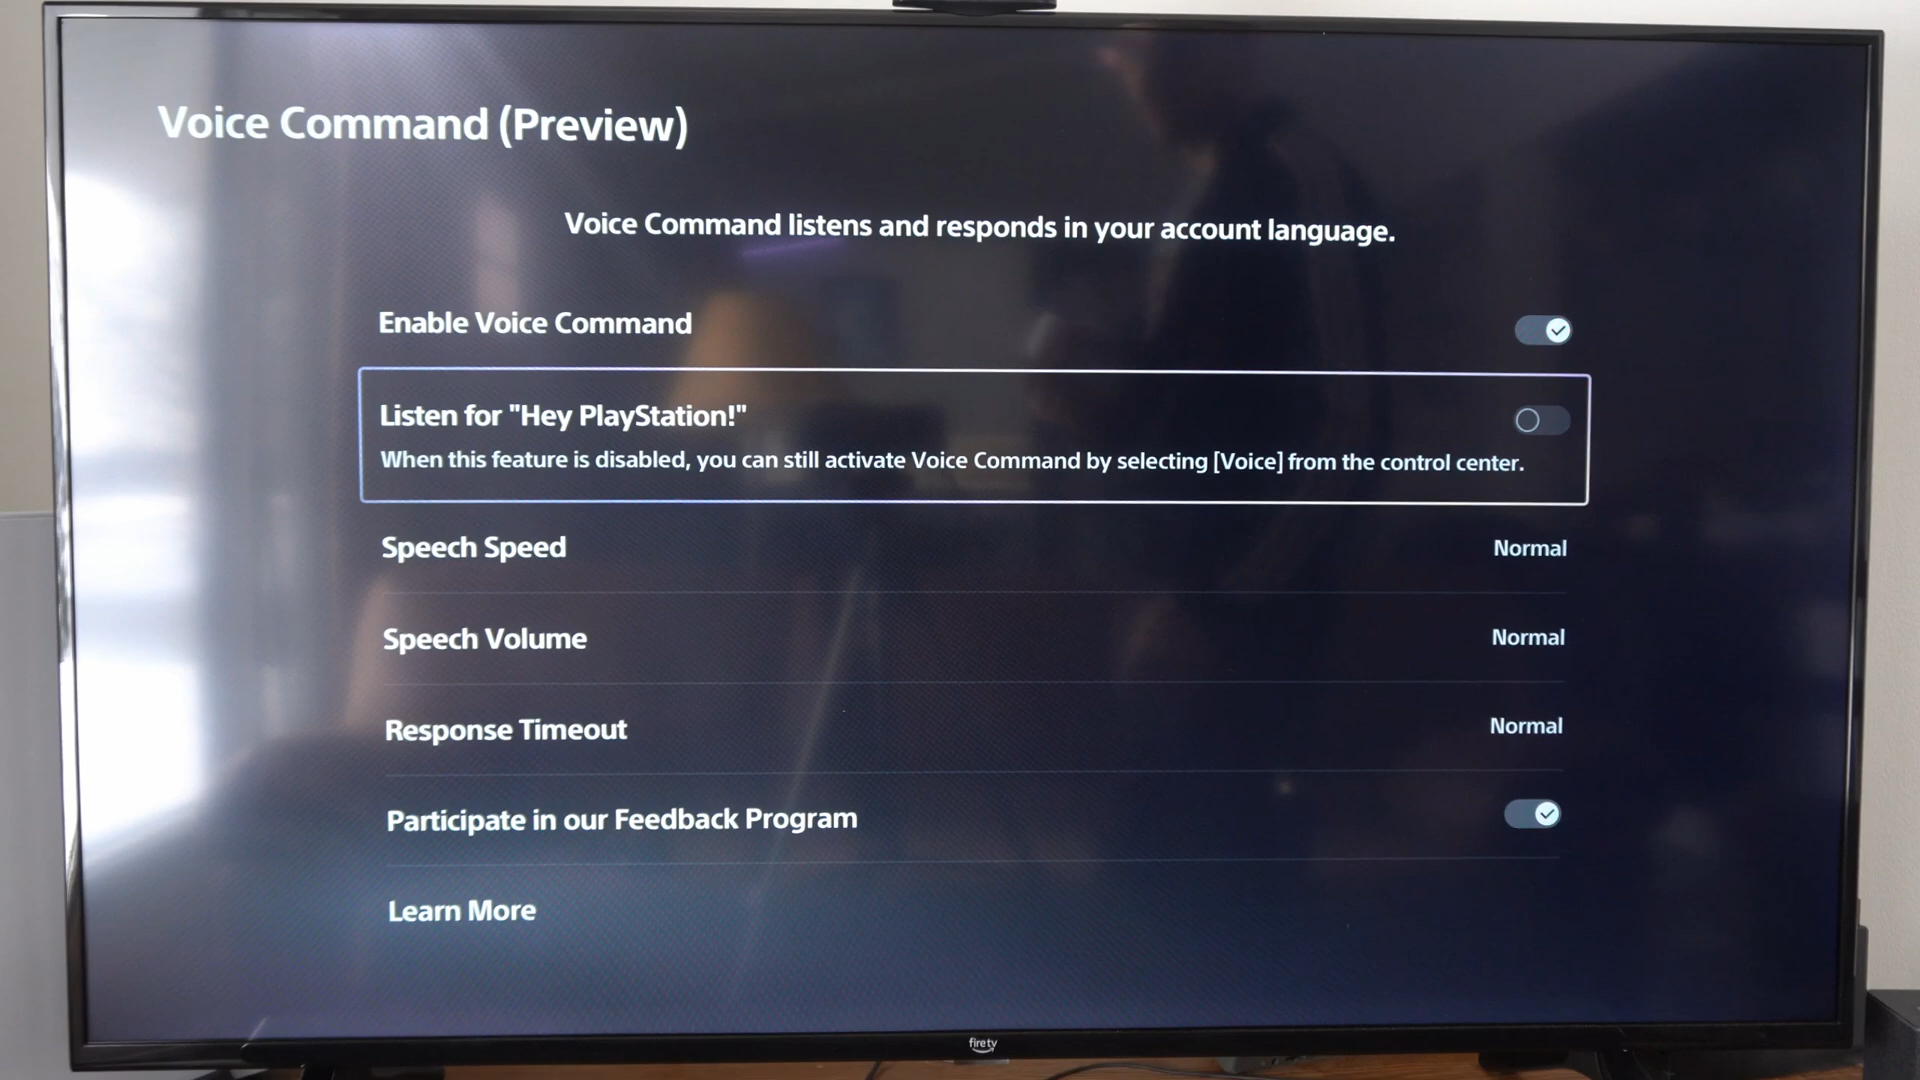 Voice Command (Preview)
Voice Command listens and responds in your account language.
Enable Voice Command
Listen for "Hey PlayStation!"
When this feature is disabled, you can still activate Voice Command by selecting [Voice] from the control center.
Speech Speed Normal
Speech Volume Normal
Response Timeout Normal
Participate in our Feedback Program
Learn More
firetv